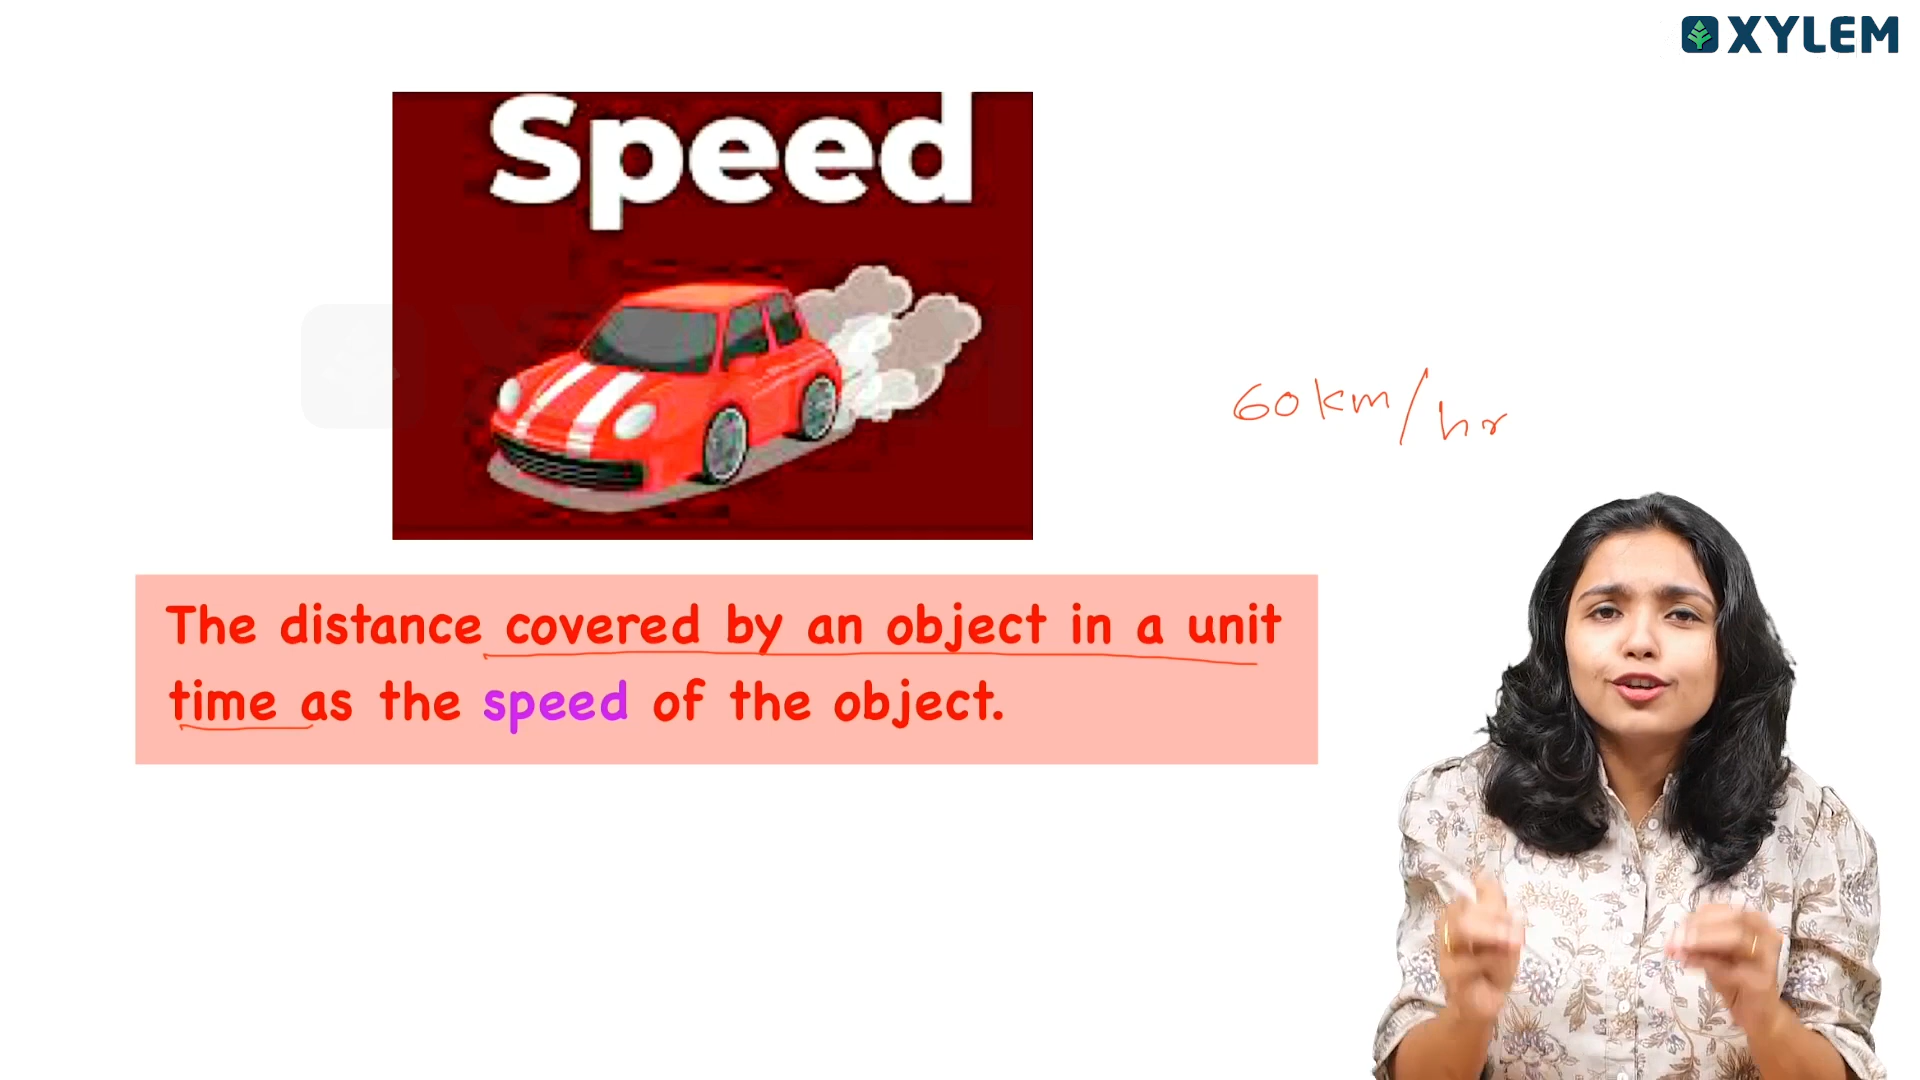 XYLEM
Speed
60 km/hr
The distance covered by an object in a unit
time as the speed of the object.